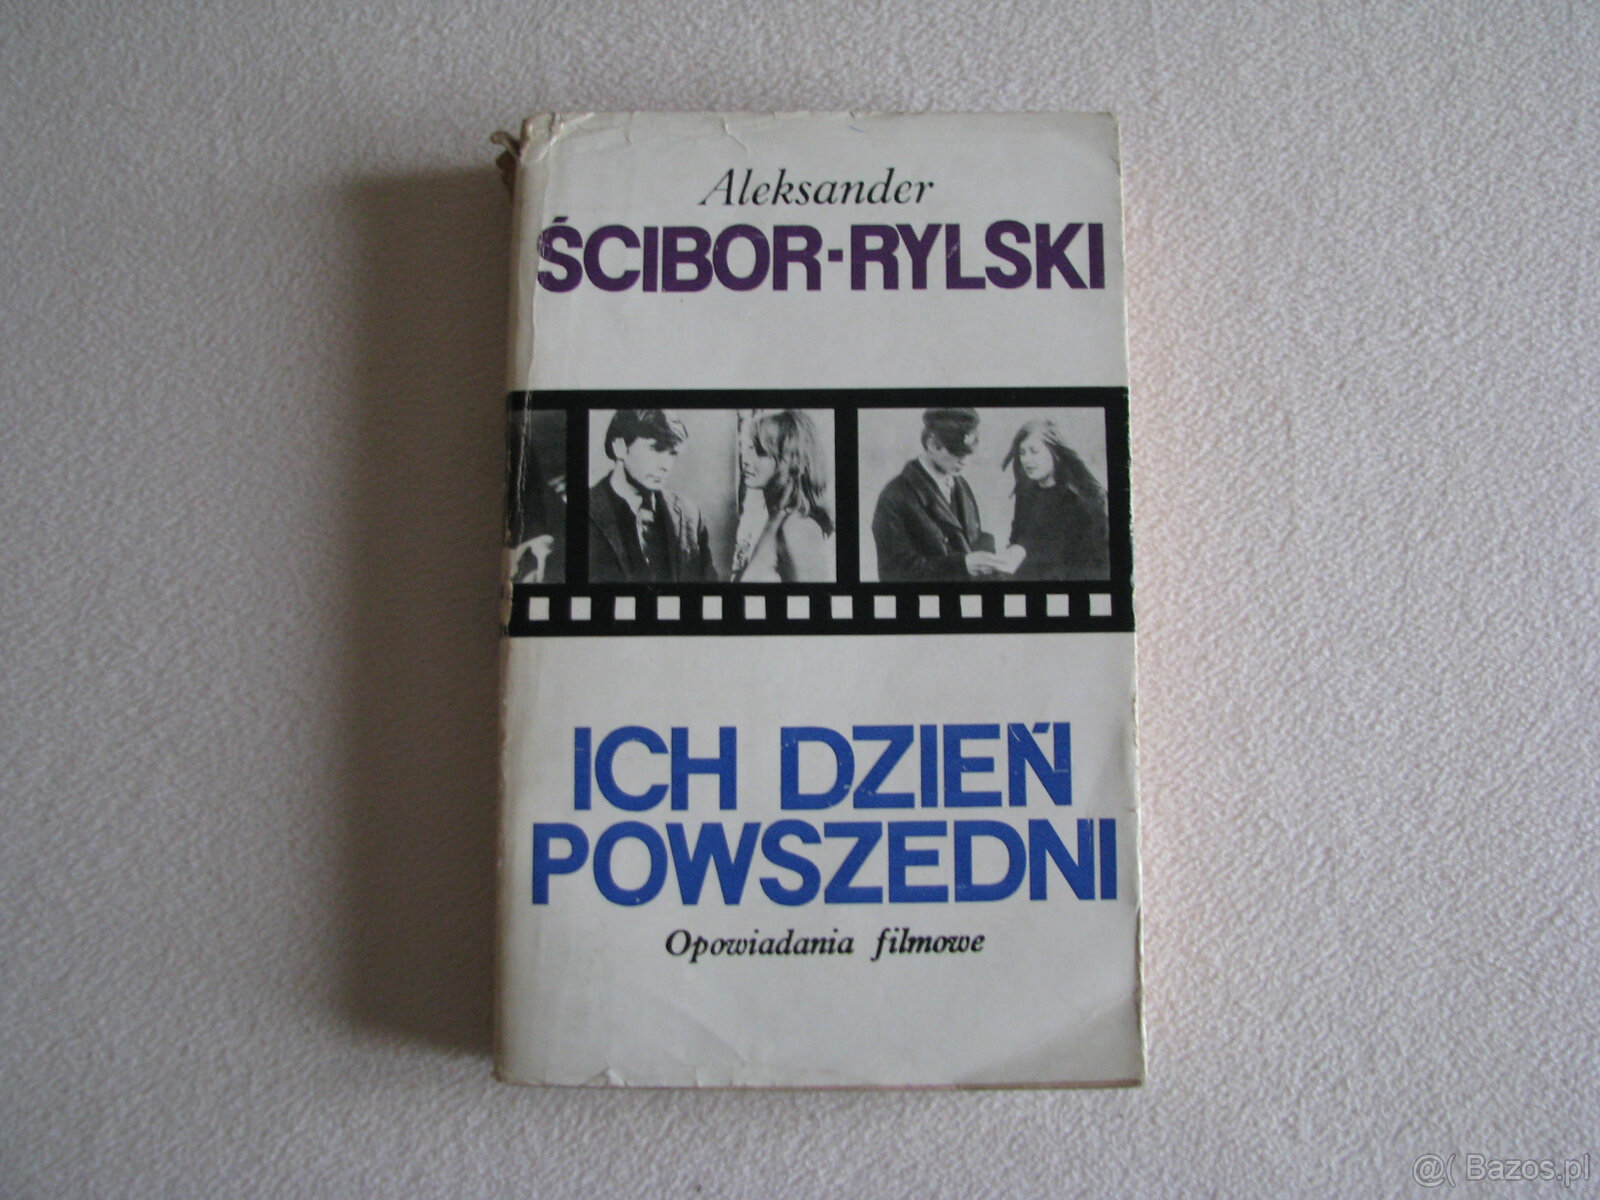 Aleksander
ŚCIBOR-RYLSKI
ICH DZIEŃ
POWSZEDNI
Opowiadania filmowe
@( Bazos.pl